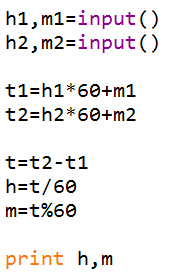 h1,m1=input()
h2,m2=input()
t1=h1*60+m1
t2=h2*60+m2
t=t2-t1
h=t/60
m=t%60
print h,m